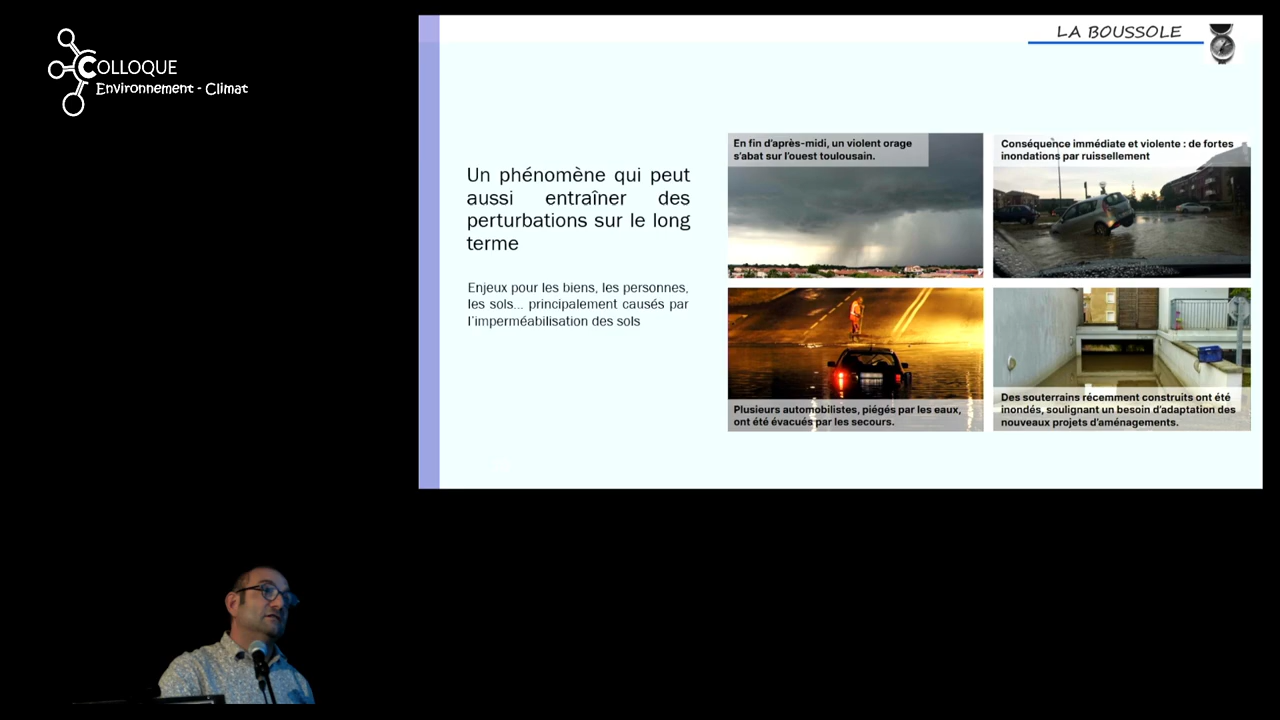 COLLOQUE
Environnement - Climat
LA BOUSSOLE
Un phénomène qui peut
aussi entraîner des
perturbations sur le long
terme
Enjeux pour les biens, les personnes,
les sols... principalement causés par
l'imperméabilisation des sols
En fin d'après-midi, un violent orage
s'abat sur l'ouest toulousain.
Conséquence immédiate et violente : de fortes
inondations par ruissellement
Plusieurs automobilistes, piégés par les eaux,
ont été évacués par les secours.
Des souterrains récemment construits ont été
inondés, soulignant un besoin d'adaptation des
nouveaux projets d'aménagements.